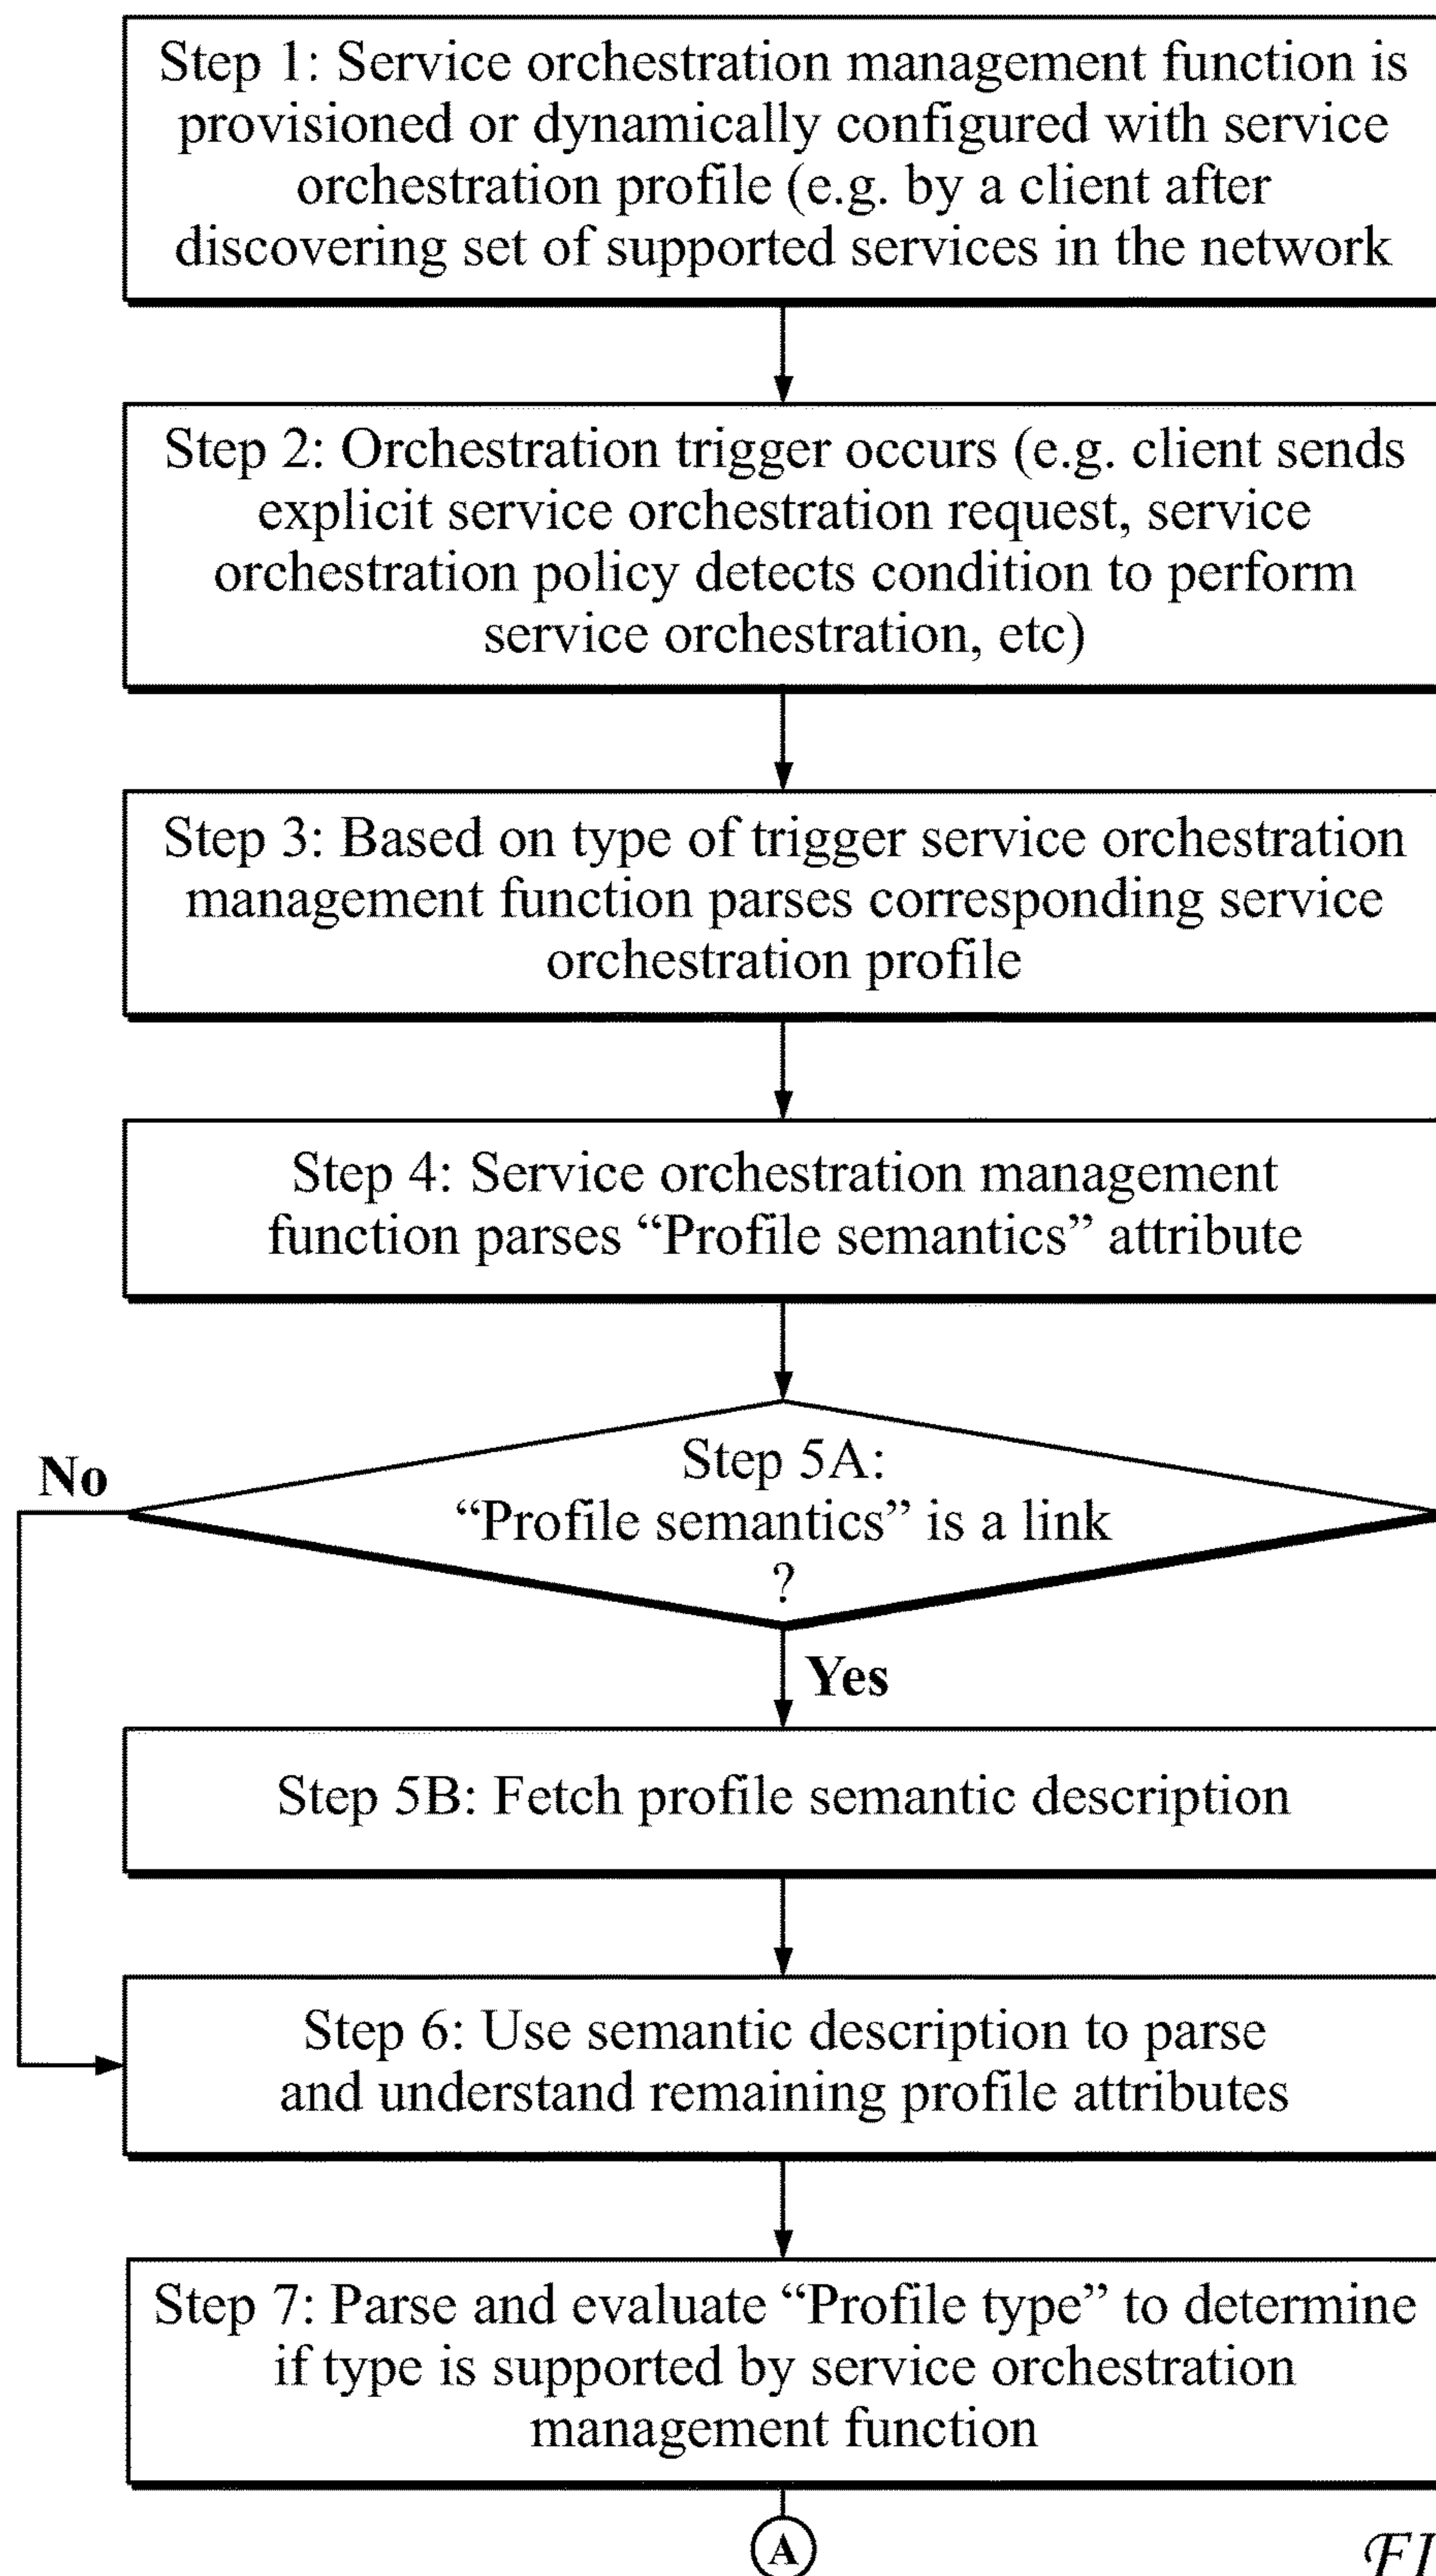 Step 1: Service orchestration management function is
provisioned or dynamically configured with service
orchestration profile (e.g. by a client after
discovering set of supported services in the network
Step 2: Orchestration trigger occurs (e.g. client sends
explicit service orchestration request, service
orchestration policy detects condition to perform
service orchestration, etc)
Step 3: Based on type of trigger service orchestration
management function parses corresponding service
orchestration profile
Step 4: Service orchestration management
function parses “Profile semantics” attribute
No
Step 5A:
“Profile semantics” is a link
?
Yes
Step 5B: Fetch profile semantic description
Step 6: Use semantic description to parse
and understand remaining profile attributes
Step 7: Parse and evaluate “Profile type” to determine
if type is supported by service orchestration
management function
A